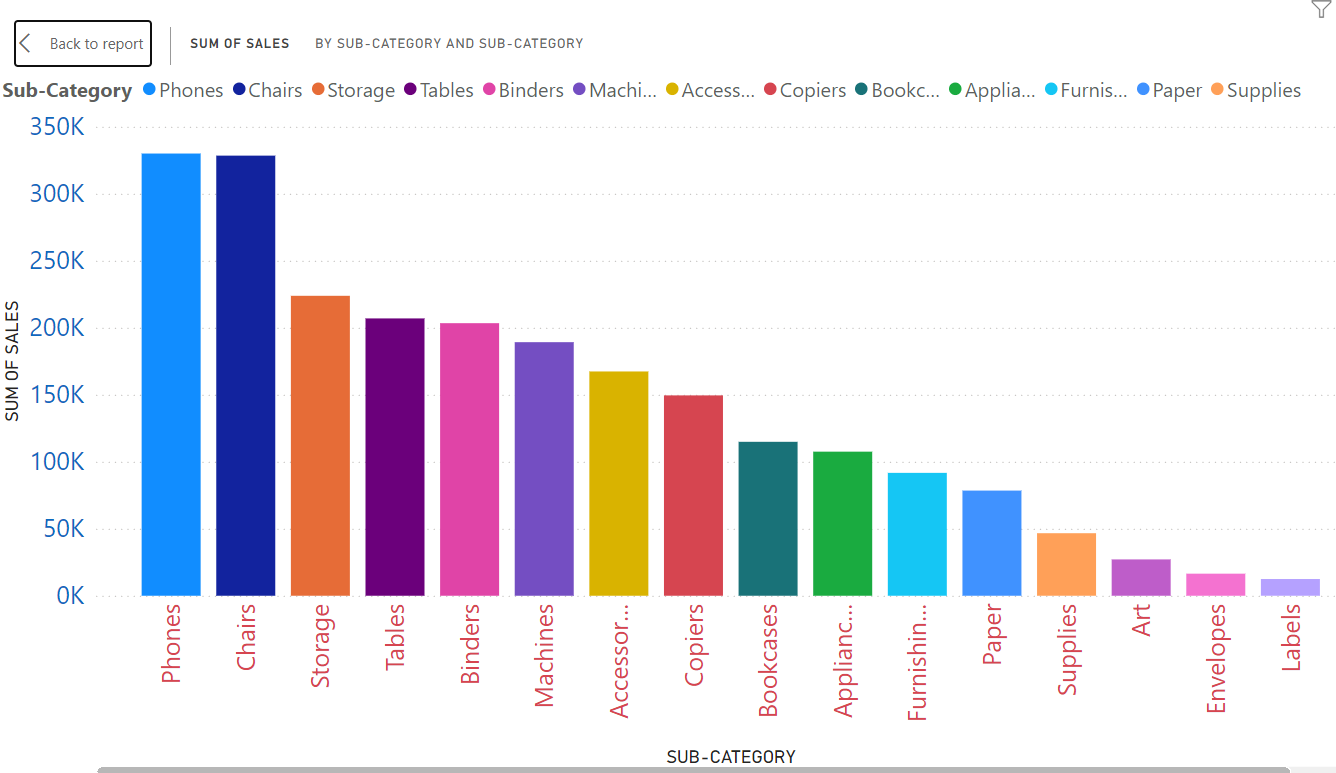 Back to report
SUM OF SALES BY SUB-CATEGORY AND SUB-CATEGORY
Sub-Category Phones Chairs Storage Tables Binders Machi... Access... Copiers Bookc... Applia... Furnis... Paper Supplies
350K
300K
250K
200K
150K
100K
50K
0K
SUM OF SALES
Phones
Chairs
Storage
Tables
Binders
Machines
Accessor...
Copiers
Bookcases
Applianc...
Furnishin...
Paper
Supplies
Art
Envelopes
Labels
SUB-CATEGORY